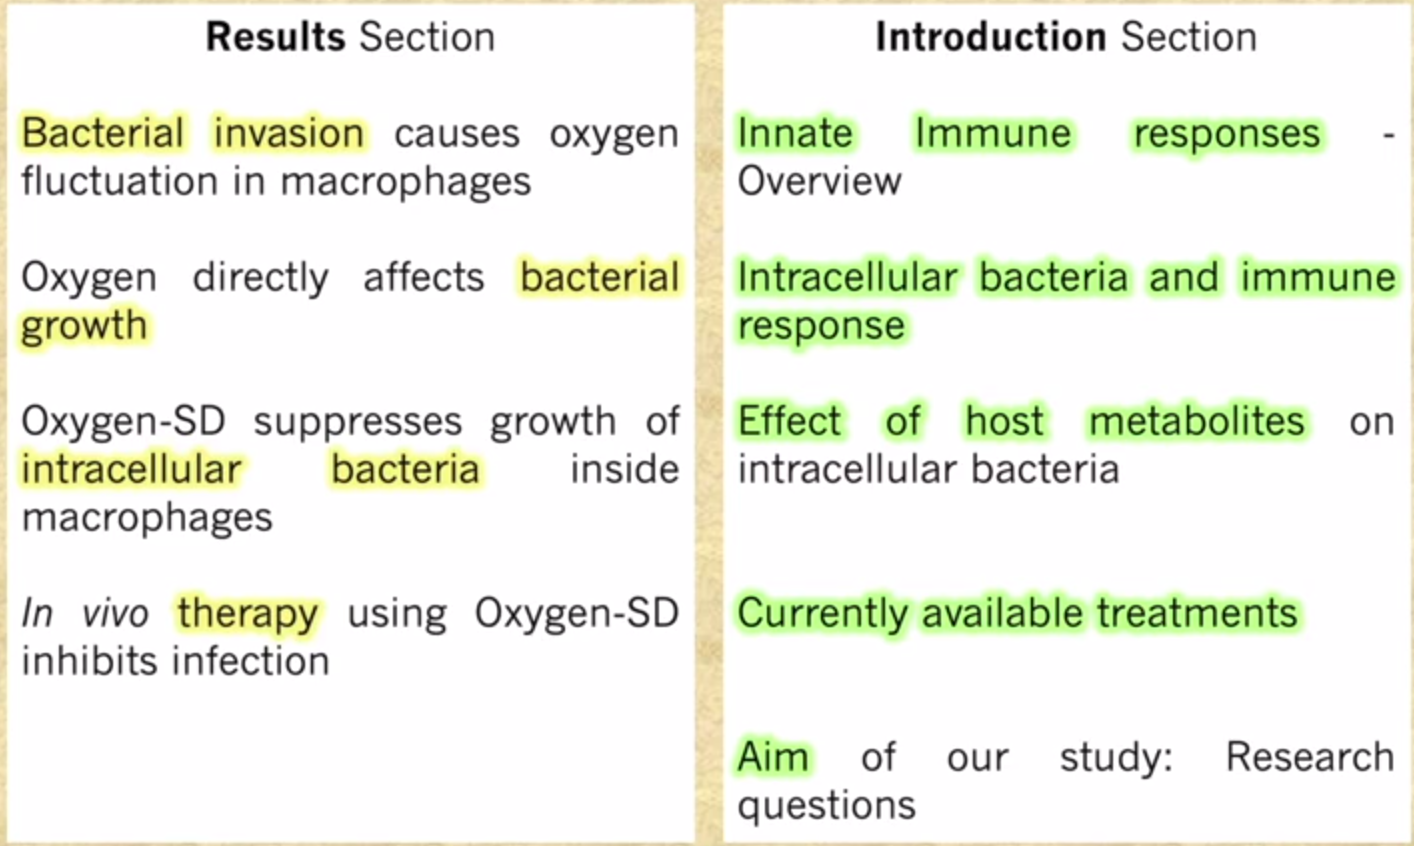 Results Section
Bacterial invasion causes oxygen
fluctuation in macrophages
Oxygen directly affects bacterial
growth
Oxygen-SD suppresses growth of
intracellular bacteria inside
macrophages
In vivo therapy using Oxygen-SD
inhibits infection
Introduction Section
Innate Immune responses -
Overview
Intracellular bacteria and immune
response
Effect of host metabolites on
intracellular bacteria
Currently available treatments
Aim of our study: Research
questions